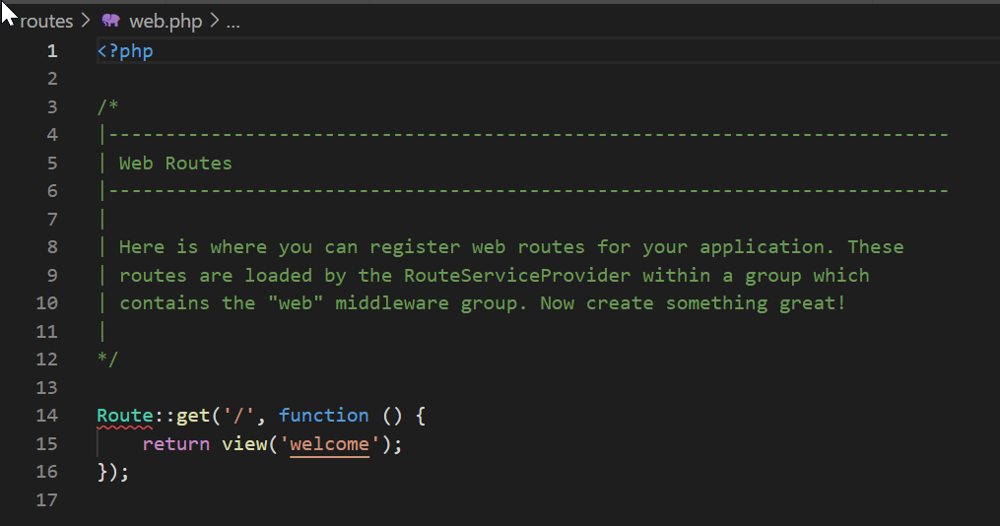 routes > web.php > ...
1 <?php
2
3 /*
4 |--------------------------------------------------------------------------
5 | Web Routes
6 |--------------------------------------------------------------------------
7 |
8 | Here is where you can register web routes for your application. These
9 | routes are loaded by the RouteServiceProvider within a group which
10 | contains the "web" middleware group. Now create something great!
11 |
12 */
13
14 Route::get('/', function () {
15     return view('welcome');
16 });
17